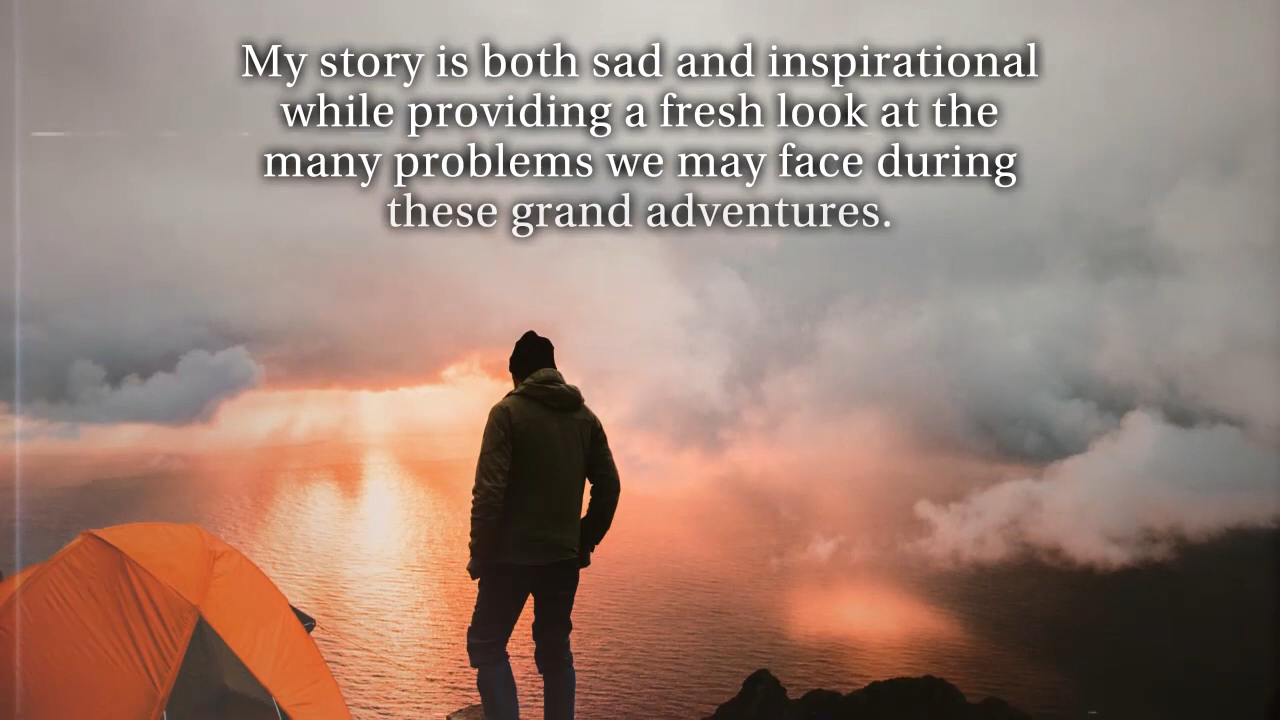 My story is both sad and inspirational
while providing a fresh look at the
many problems we may face during
these grand adventures.